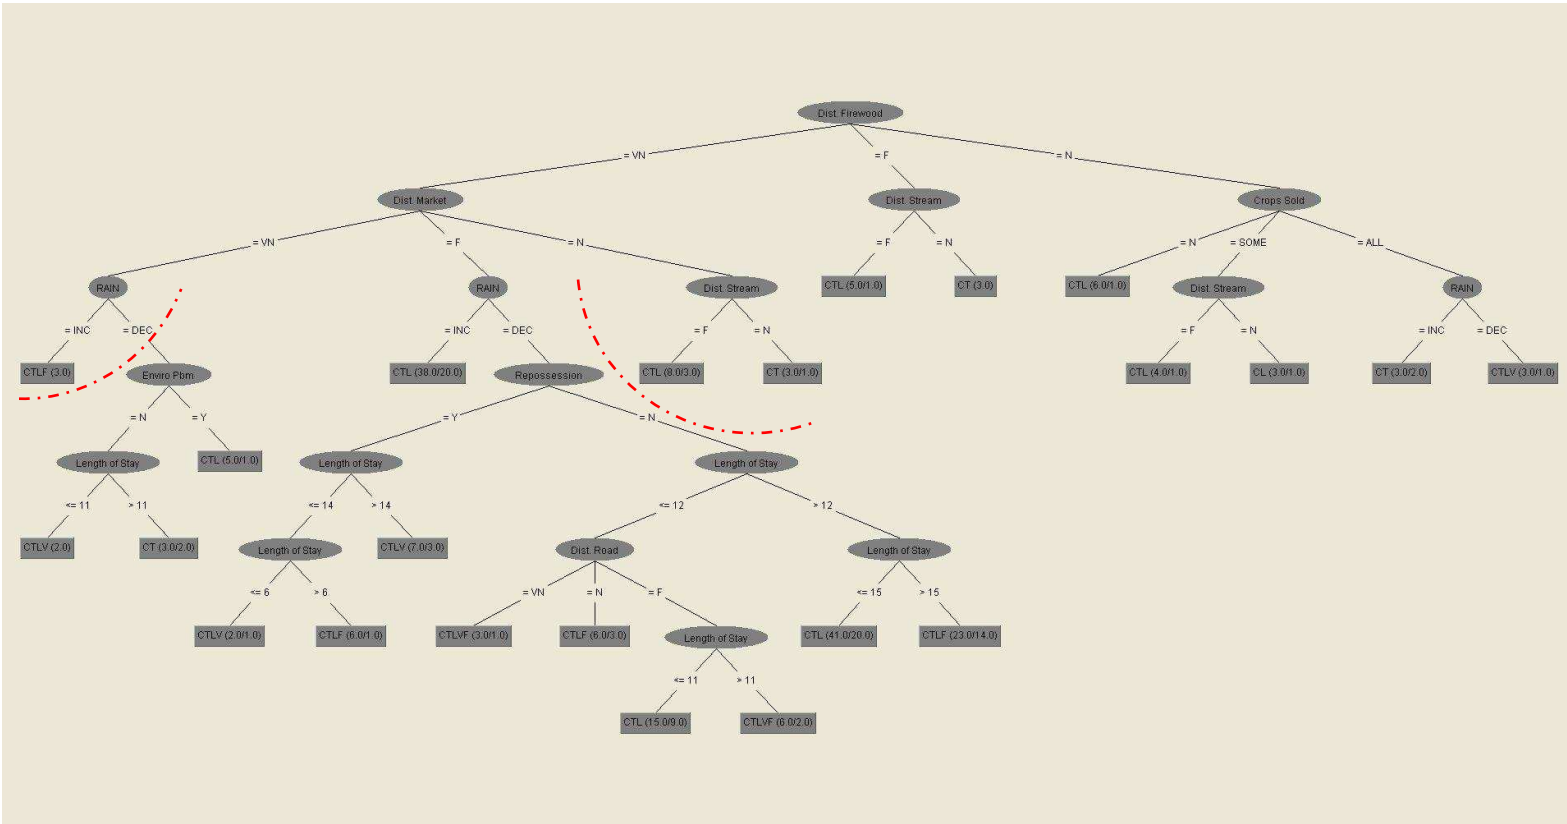 Dist. Firewood
= VN
= F
= N
Dist. Market
Dist. Stream
Crops Sold
= VN
= F
= N
= F
= N
= N
= SOME
= ALL
RAIN
RAIN
Dist. Stream
CTL (5.0/1.0)
CT (3.0)
CTL (6.0/1.0)
Dist. Stream
RAIN
= INC
= DEC
= INC
= DEC
= F
= N
= F
= N
= INC
= DEC
CTLF (3.0)
Enviro Pbm
CTL (38.0/20.0)
Repossession
CTL (8.0/3.0)
CT (3.0/1.0)
CTL (4.0/1.0)
CL (3.0/1.0)
CT (3.0/2.0)
CTLV (3.0/1.0)
= N
= Y
= Y
= N
Length of Stay
CTL (5.0/1.0)
Length of Stay
Length of Stay
<= 11
> 11
<= 14
> 14
<= 12
> 12
CTLV (2.0)
CT (3.0/2.0)
Length of Stay
CTLV (7.0/3.0)
Dist. Road
Length of Stay
<= 6
> 6
= VN
= N
= F
<= 15
> 15
CTLV (2.0/1.0)
CTLF (6.0/1.0)
CTLVF (3.0/1.0)
CTLF (6.0/3.0)
Length of Stay
CTL (41.0/20.0)
CTLF (23.0/14.0)
<= 11
> 11
CTL (15.0/9.0)
CTLVF (6.0/2.0)